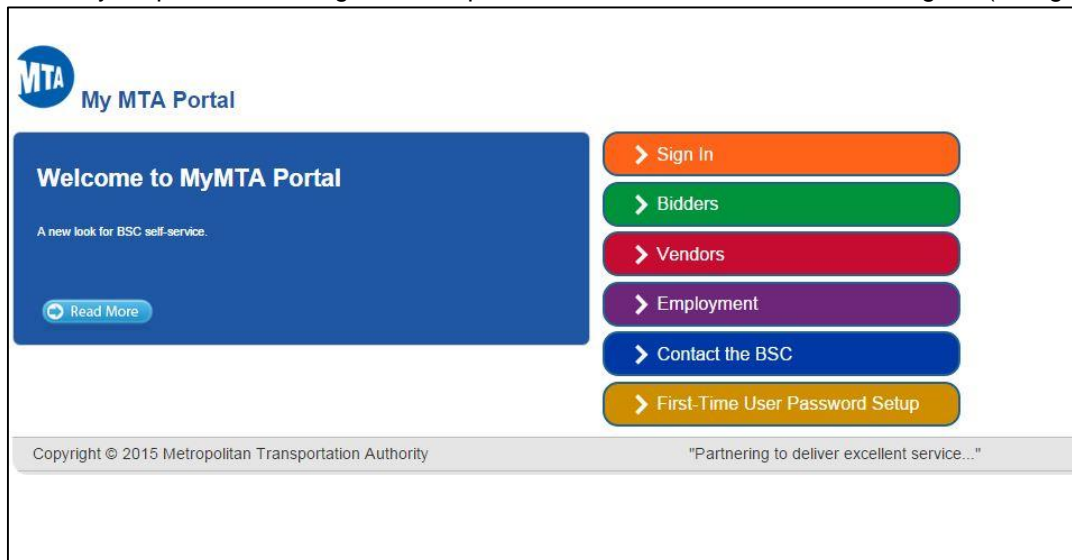 MTA
My MTA Portal
Welcome to MyMTA Portal
A new look for BSC self-service.
Read More
Sign In
Bidders
Vendors
Employment
Contact the BSC
First-Time User Password Setup
Copyright © 2015 Metropolitan Transportation Authority
"Partnering to deliver excellent service..."